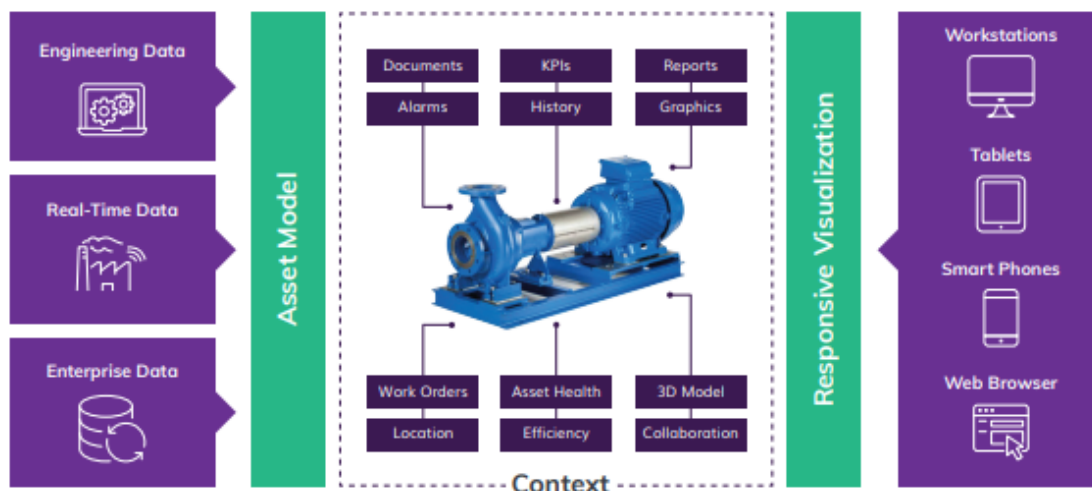 Engineering Data
Real-Time Data
Enterprise Data
Asset Model
Documents
KPIs
Reports
Alarms
History
Graphics
Work Orders
Asset Health
3D Model
Location
Efficiency
Collaboration
Context
Responsive Visualization
Workstations
Tablets
Smart Phones
Web Browser